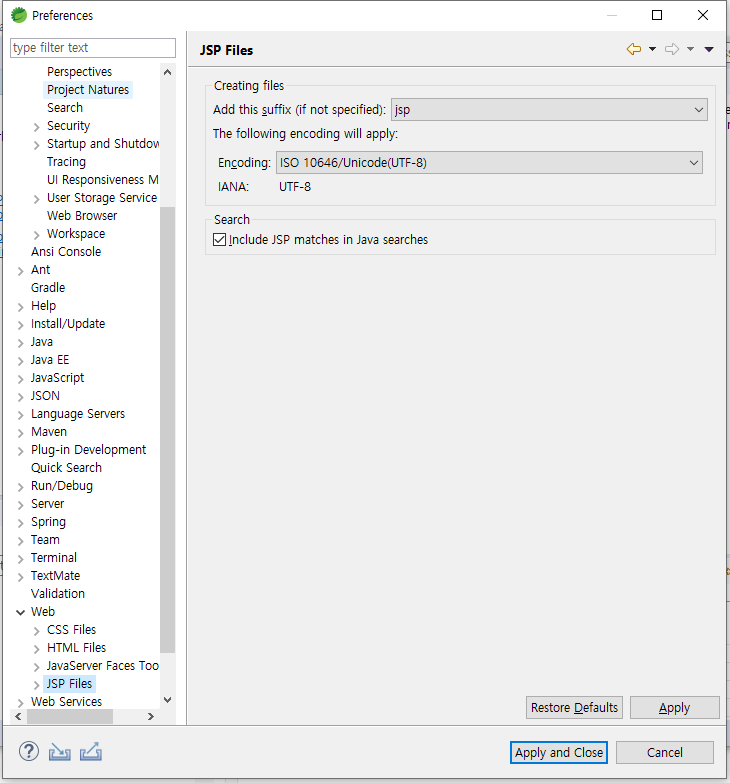 Preferences
type filter text
Perspectives
Project Natures
Search
Security
Startup and Shutdow
Tracing
UI Responsiveness M
User Storage Service
Web Browser
Workspace
Ansi Console
Ant
Gradle
Help
Install/Update
Java
Java EE
JavaScript
JSON
Language Servers
Maven
Plug-in Development
Quick Search
Run/Debug
Server
Spring
Team
Terminal
TextMate
Validation
Web
CSS Files
HTML Files
JavaServer Faces Too
JSP Files
Web Services
JSP Files
Creating files
Add this suffix (if not specified): jsp
The following encoding will apply:
Encoding: ISO 10646/Unicode(UTF-8)
IANA: UTF-8
Search
Include JSP matches in Java searches
Restore Defaults
Apply
Apply and Close
Cancel